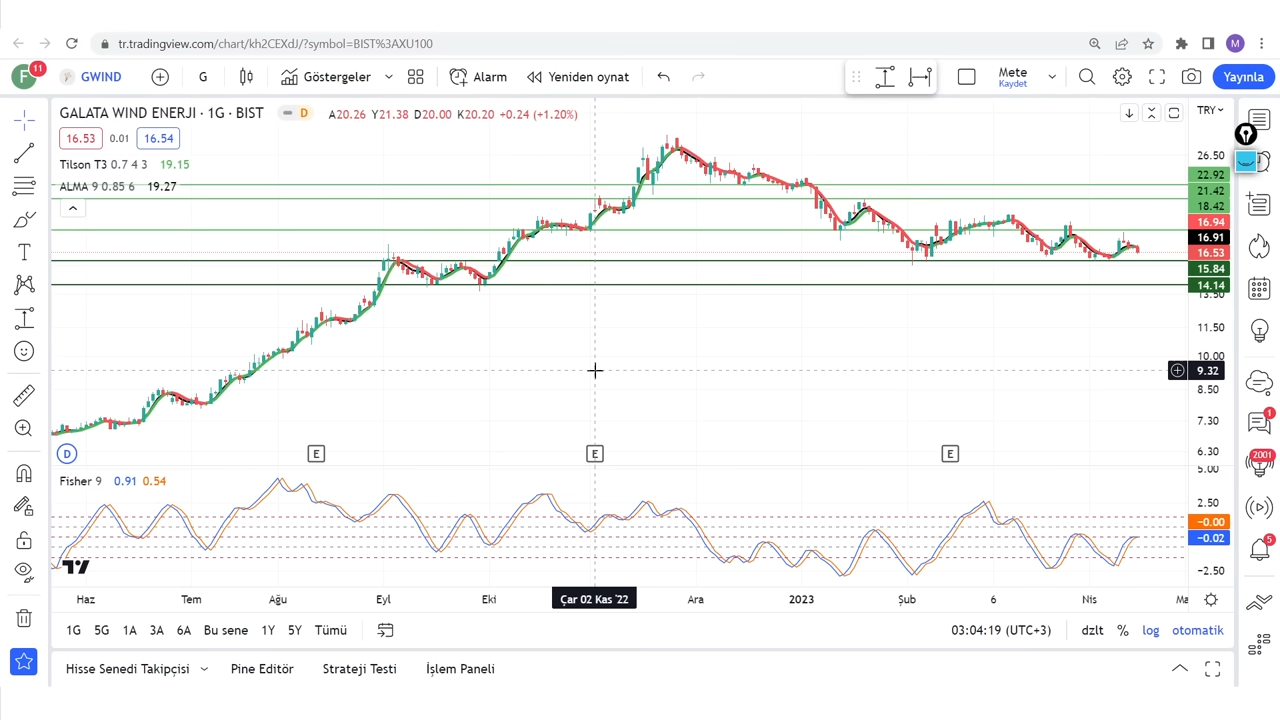 tr.tradingview.com/chart/kh2CEXdJ/?symbol=BIST%3AXU100
M
F 11 GWIND G Göstergeler Alarm Yeniden oynat Mete Kaydet Yayınla
GALATA WIND ENERJI · 1G · BIST D A20.26 Y21.38 D20.00 K20.20 +0.24 (+1.20%)
TRY
16.53 0.01 16.54
Tilson T3 0.7 4 3 19.15
ALMA 9 0.85 6 19.27
26.50
22.92
21.42
18.42
16.94
16.91
16.53
15.84
14.14
13.50
11.50
10.00
9.32
8.50
7.30
6.30
D E E E
5.00
Fisher 9 0.91 0.54
2.50
−0.00
−0.02
−2.50
1
2001
5
Haz Tem Ağu Eyl Eki Çar 02 Kas '22 Ara 2023 Şub 6 Nis Ma
1G 5G 1A 3A 6A Bu sene 1Y 5Y Tümü 03:04:19 (UTC+3) dzlt % log otomatik
Hisse Senedi Takipçisi Pine Editör Strateji Testi İşlem Paneli